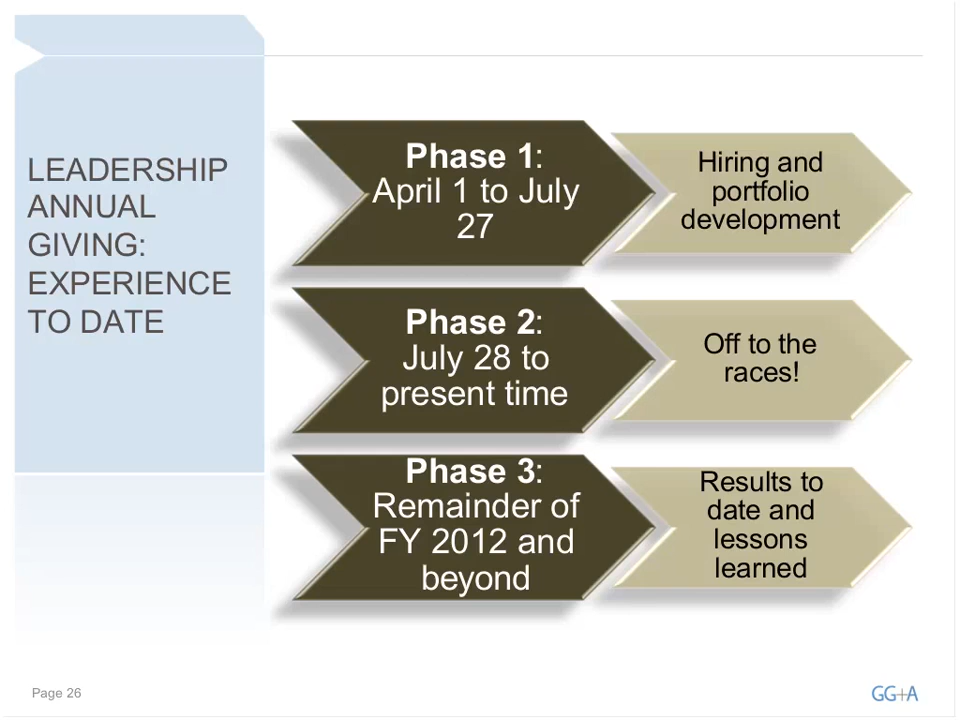 LEADERSHIP
ANNUAL
GIVING:
EXPERIENCE
TO DATE
Phase 1:
April 1 to July
27
Hiring and
portfolio
development
Phase 2:
July 28 to
present time
Off to the
races!
Phase 3:
Remainder of
FY 2012 and
beyond
Results to
date and
lessons
learned
Page 26
GG+A